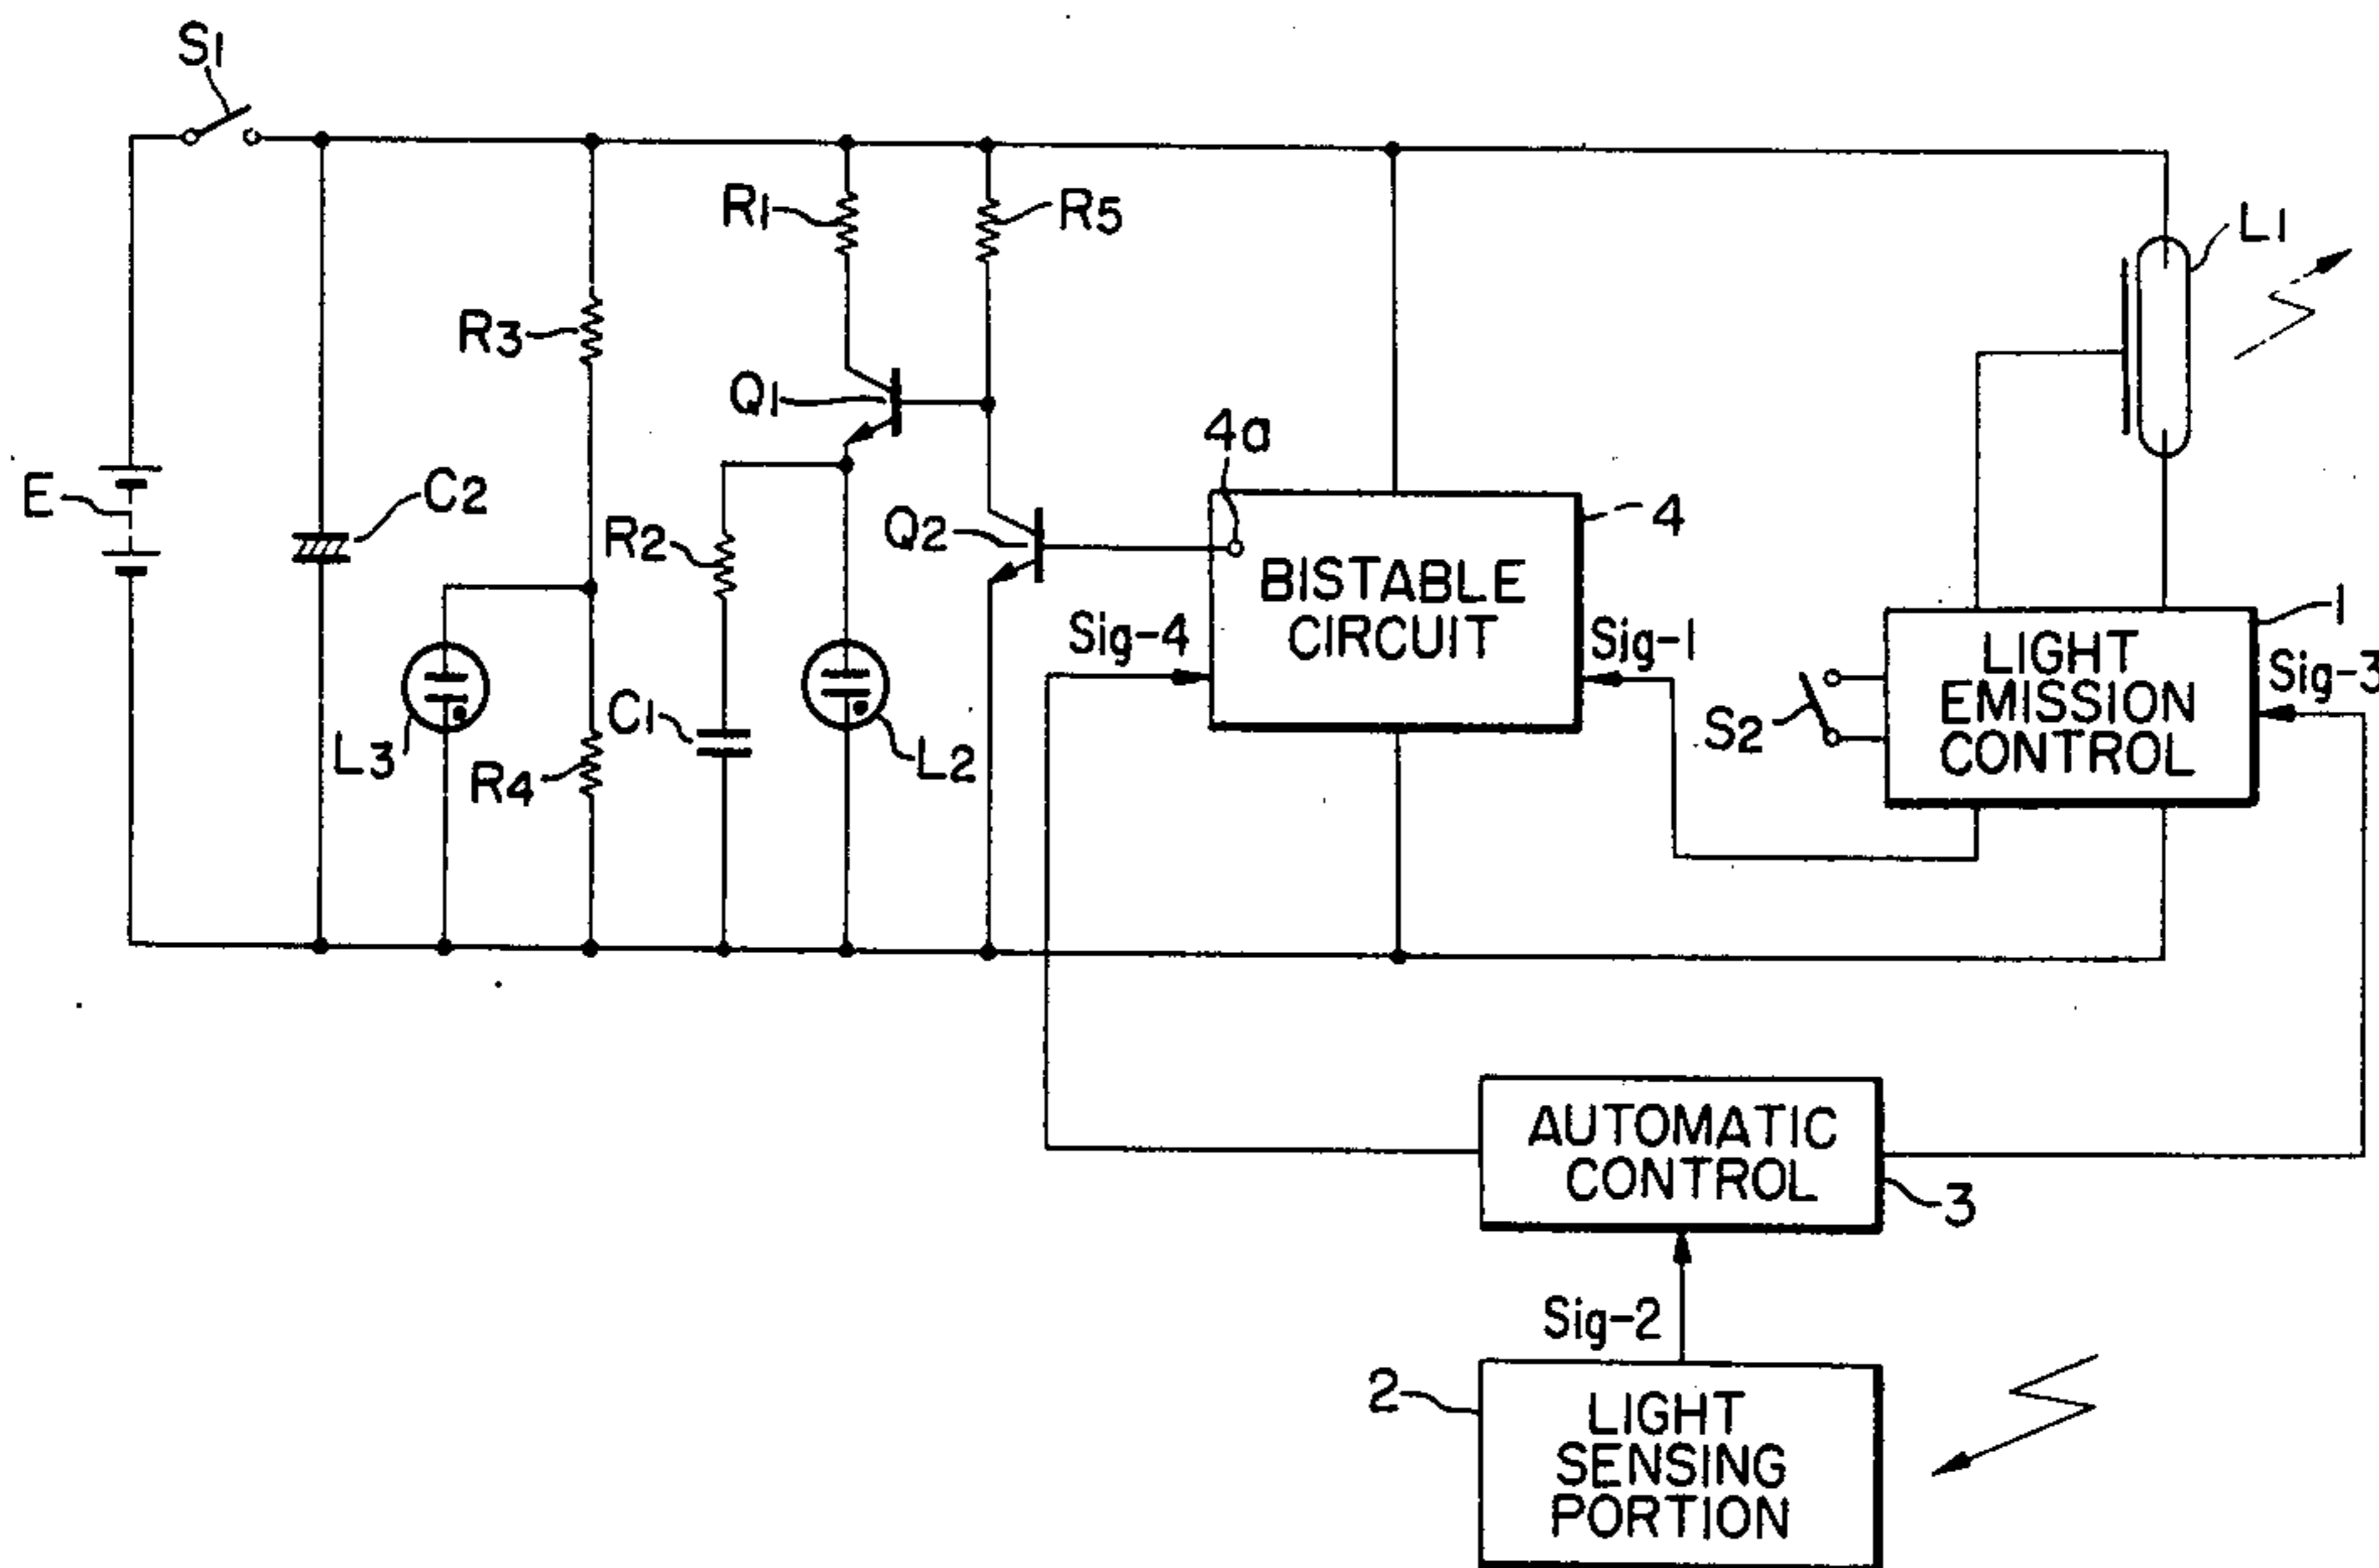 S1
R1
R5
L1
R3
Q1
4a
E
C2
R2
Q2
4
BISTABLE
CIRCUIT
1
Sig-4
Sig-1
LIGHT
EMISSION
CONTROL
Sig-3
S2
L3
C1
R4
L2
AUTOMATIC
CONTROL
3
Sig-2
2
LIGHT
SENSING
PORTION